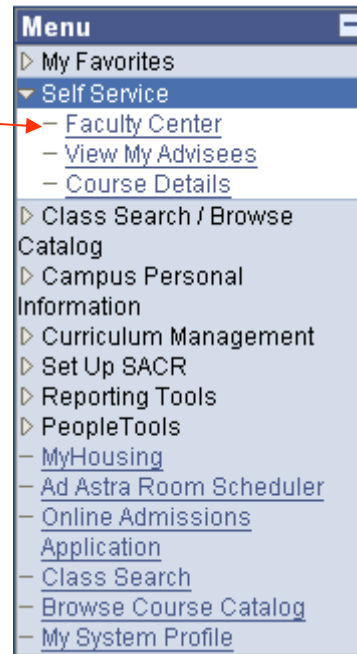 Menu
My Favorites
Self Service
Faculty Center
View My Advisees
Course Details
Class Search / Browse
Catalog
Campus Personal
Information
Curriculum Management
Set Up SACR
Reporting Tools
PeopleTools
MyHousing
Ad Astra Room Scheduler
Online Admissions
Application
Class Search
Browse Course Catalog
My System Profile